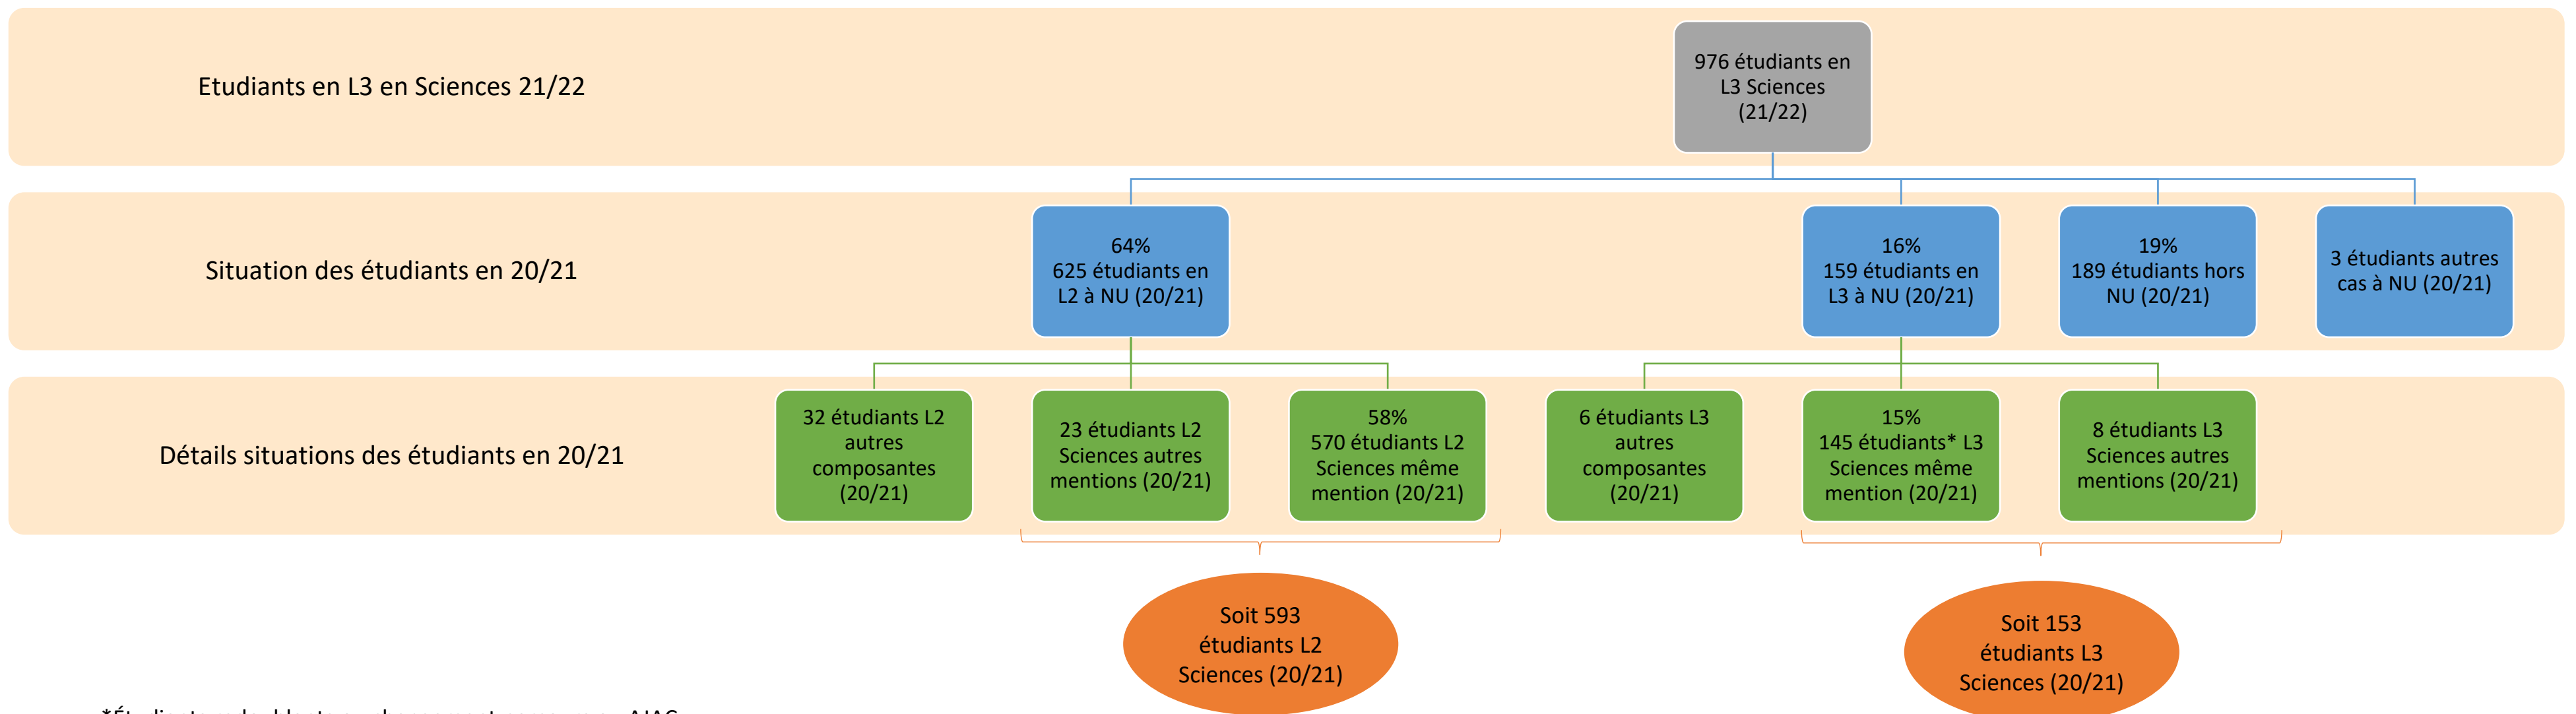 Etudiants en L3 en Sciences 21/22
976 étudiants en
L3 Sciences
(21/22)
Situation des étudiants en 20/21
64%
625 étudiants en
L2 à NU (20/21)
16%
159 étudiants en
L3 à NU (20/21)
19%
189 étudiants hors
NU (20/21)
3 étudiants autres
cas à NU (20/21)
Détails situations des étudiants en 20/21
32 étudiants L2
autres
composantes
(20/21)
23 étudiants L2
Sciences autres
mentions (20/21)
58%
570 étudiants L2
Sciences même
mention (20/21)
6 étudiants L3
autres
composantes
(20/21)
15%
145 étudiants* L3
Sciences même
mention (20/21)
8 étudiants L3
Sciences autres
mentions (20/21)
Soit 593
étudiants L2
Sciences (20/21)
Soit 153
étudiants L3
Sciences (20/21)